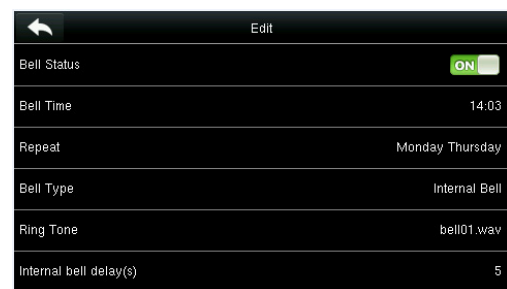 Edit
Bell Status ON
Bell Time 14:03
Repeat Monday Thursday
Bell Type Internal Bell
Ring Tone bell01.wav
Internal bell delay(s) 5